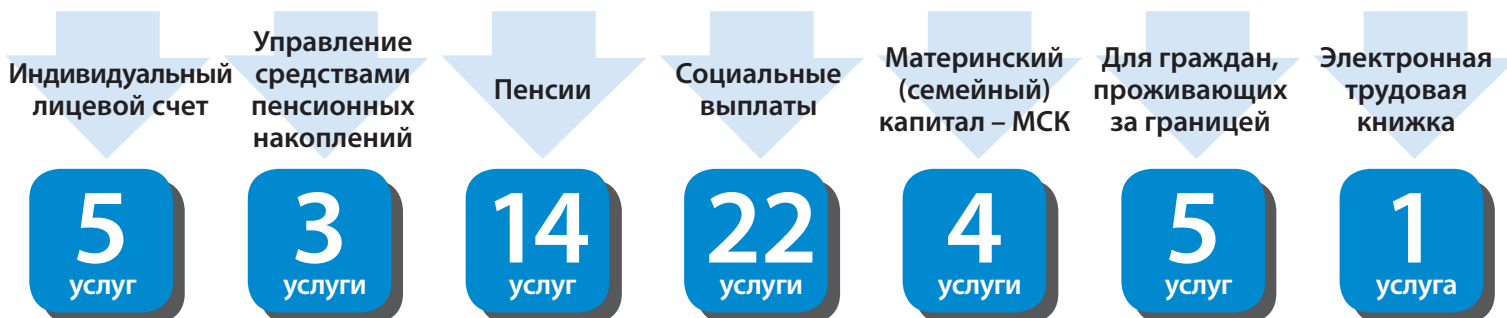 Индивидуальный
лицевой счет
5
услуг
Управление
средствами
пенсионных
накоплений
3
услуги
Пенсии
14
услуг
Социальные
выплаты
22
услуги
Материнский
(семейный)
капитал – МСК
4
услуги
Для граждан,
проживающих
за границей
5
услуг
Электронная
трудовая
книжка
1
услуга